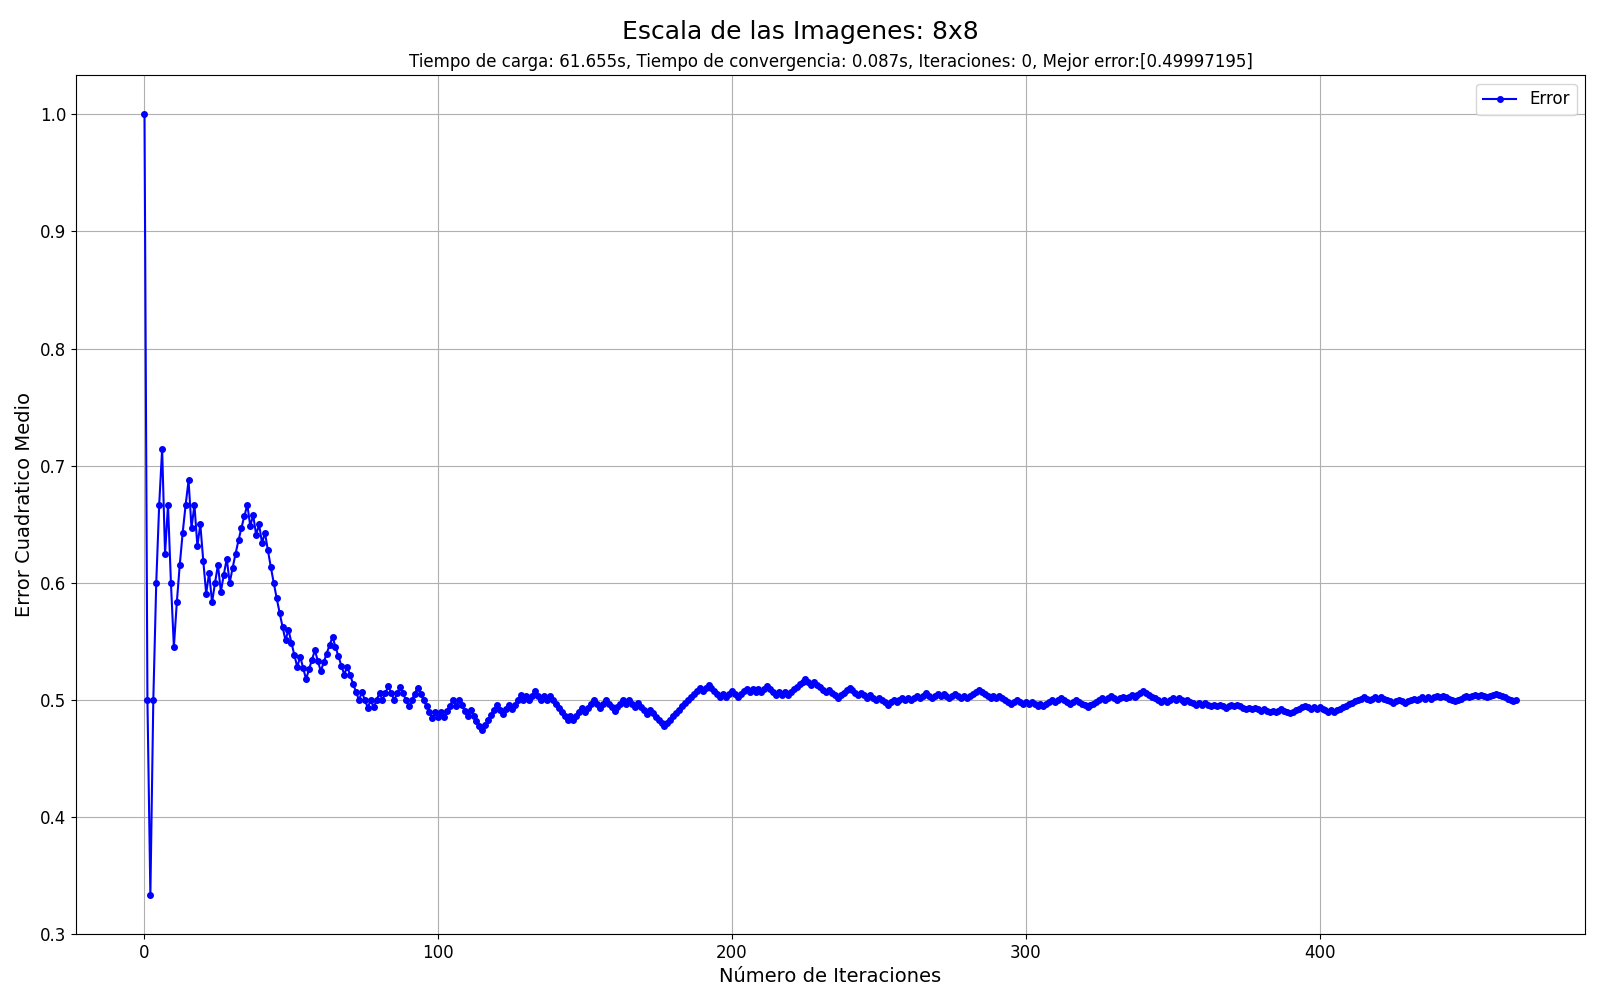 Escala de las Imagenes: 8x8
Tiempo de carga: 61.655s, Tiempo de convergencia: 0.087s, Iteraciones: 0, Mejor error:[0.49997195]
Error
1.0
0.9
0.8
0.7
0.6
0.5
0.4
0.3
Error Cuadratico Medio
0 100 200 300 400
Número de Iteraciones